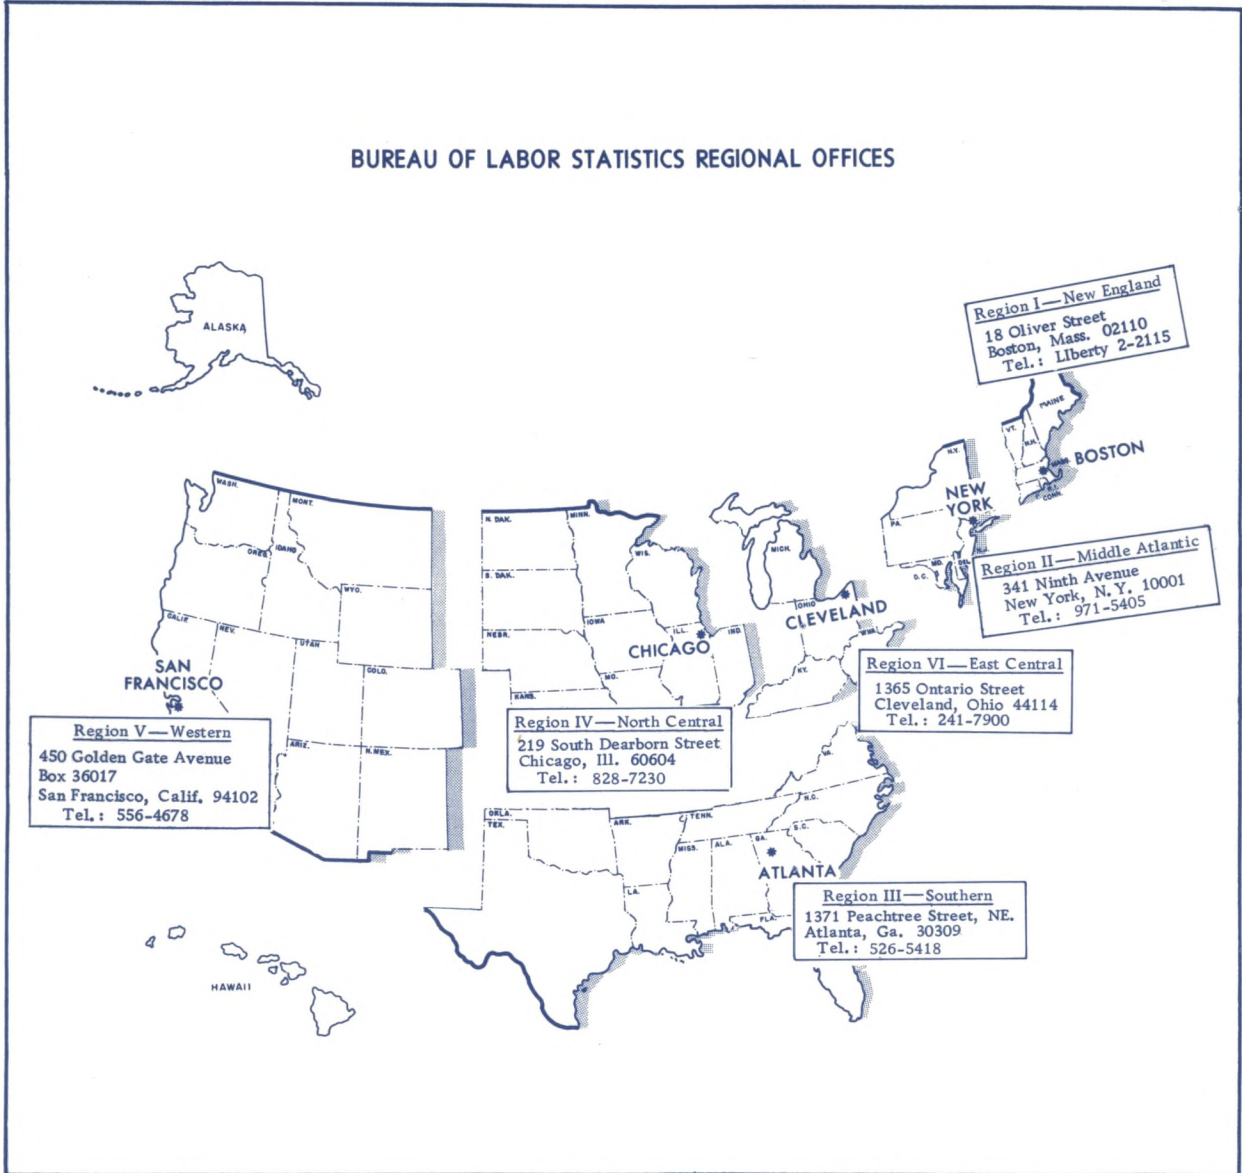 BUREAU OF LABOR STATISTICS REGIONAL OFFICES
ALASKA
Region I—New England
18 Oliver Street
Boston, Mass. 02110
Tel.: LIberty 2-2115
MAINE
VT.
N.H.
MASS.
R.I.
CONN.
BOSTON
N.Y.
NEW
YORK
PA.
N.J.
MD.
DEL.
D.C.
Region II—Middle Atlantic
341 Ninth Avenue
New York, N.Y. 10001
Tel.: 971-5405
WASH.
MONT.
OREG.
IDAHO
WYO.
CALIF.
NEV.
UTAH
COLO.
ARIZ.
N.MEX.
SAN
FRANCISCO
Region V—Western
450 Golden Gate Avenue
Box 36017
San Francisco, Calif. 94102
Tel.: 556-4678
N. DAK.
MINN.
S. DAK.
WIS.
NEBR.
IOWA
KANS.
MO.
ILL.
IND.
CHICAGO
Region IV—North Central
219 South Dearborn Street
Chicago, Ill. 60604
Tel.: 828-7230
MICH.
OHIO
CLEVELAND
W.VA.
KY.
Region VI—East Central
1365 Ontario Street
Cleveland, Ohio 44114
Tel.: 241-7900
VA.
N.C.
OKLA.
TEX.
ARK.
TENN.
S.C.
MISS.
ALA.
GA.
LA.
FLA.
ATLANTA
Region III—Southern
1371 Peachtree Street, NE.
Atlanta, Ga. 30309
Tel.: 526-5418
HAWAII